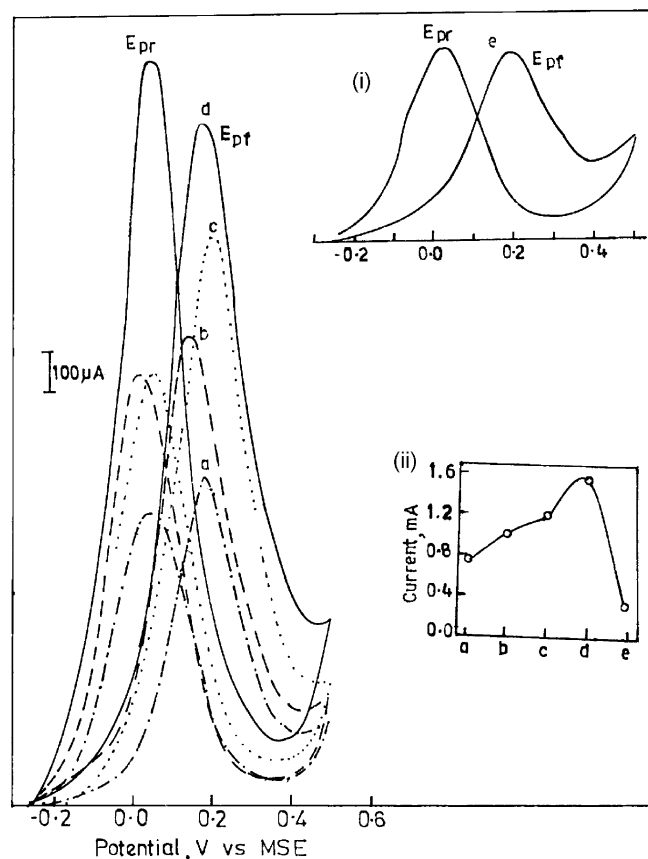 Epr
d
Epf
c
b
a
100µA
-0.2 0.0 0.2 0.4 0.6
Potential, V vs MSE
(i)
Epr
e
Epf
-0.2 0.0 0.2 0.4
(ii)
Current, mA
1.6
1.2
0.8
0.4
0.0
a b c d e